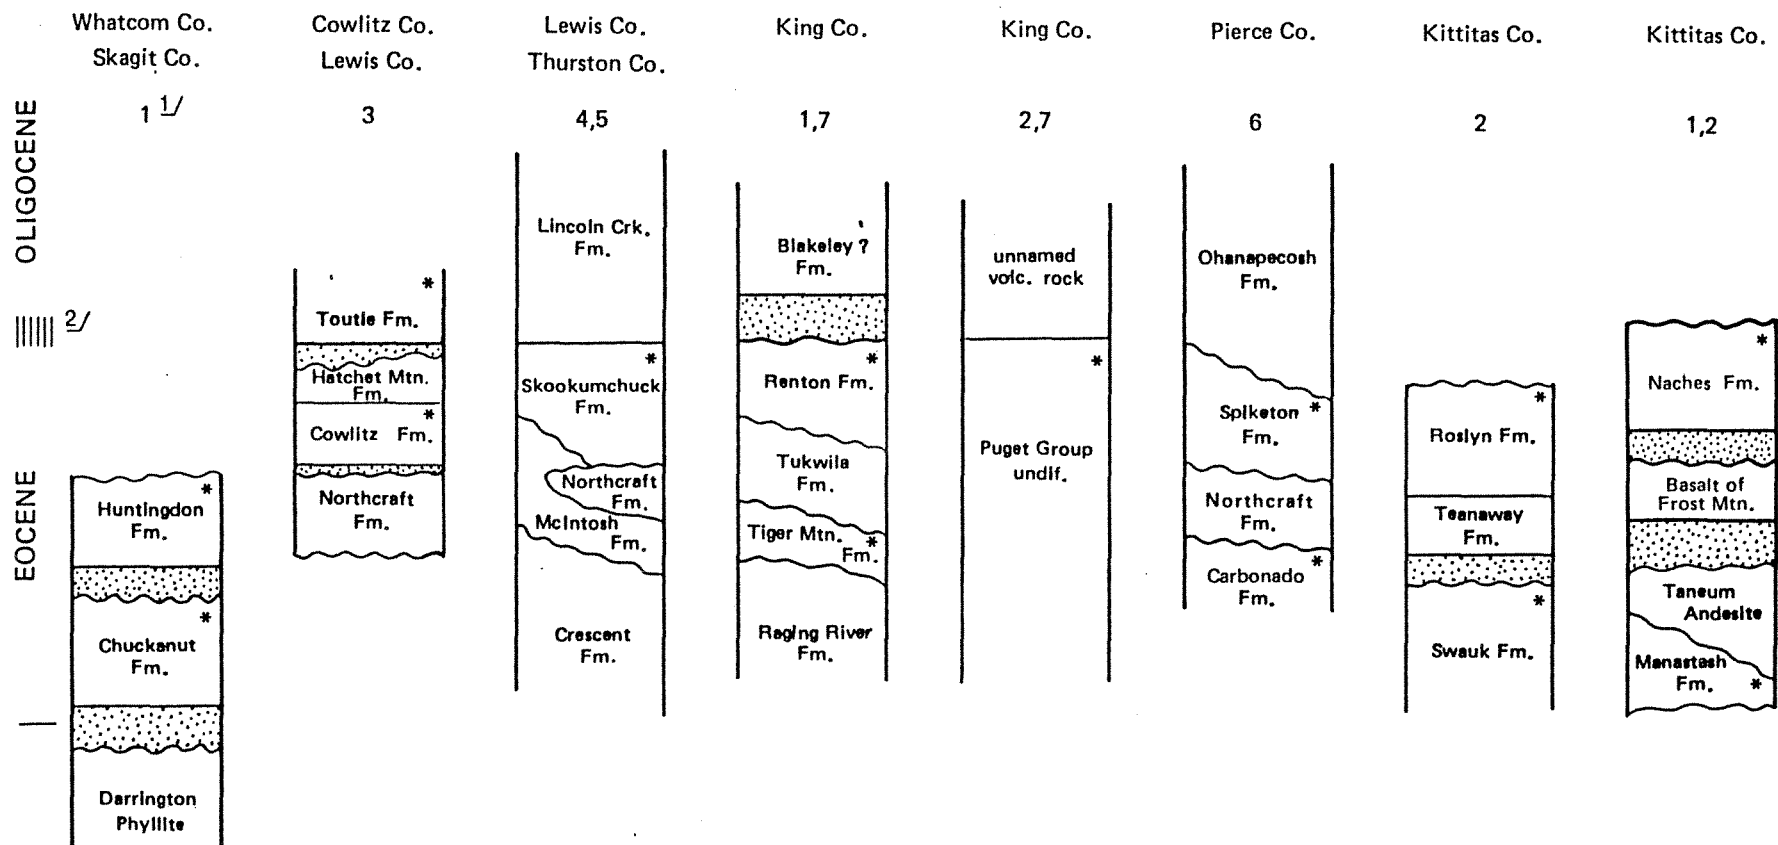 Whatcom Co.
Skagit Co.
1 1/
Cowlitz Co.
Lewis Co.
3
Lewis Co.
Thurston Co.
4,5
King Co.
1,7
King Co.
2,7
Pierce Co.
6
Kittitas Co.
2
Kittitas Co.
1,2
OLIGOCENE
2/
EOCENE
*
Huntingdon
Fm.
*
Chuckanut
Fm.
Darrington
Phyllite
*
Toutle Fm.
Hatchet Mtn.
Fm.
*
Cowlitz Fm.
Northcraft
Fm.
Lincoln Crk.
Fm.
*
Skookumchuck
Fm.
Northcraft
Fm.
McIntosh
Fm.
Crescent
Fm.
Blakeley ?
Fm.
*
Renton Fm.
Tukwila
Fm.
Tiger Mtn.
* Fm.
Raging River
Fm.
unnamed
volc. rock
*
Puget Group
undif.
Ohanapecosh
Fm.
Spiketon *
Fm.
Northcraft
Fm.
*
Carbonado
Fm.
*
Roslyn Fm.
Teanaway
Fm.
*
Swauk Fm.
*
Naches Fm.
Basalt of
Frost Mtn.
Taneum
Andesite
Manastash
Fm. *